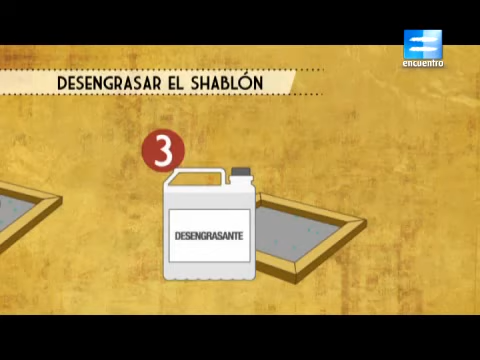 encuentro
DESENGRASAR EL SHABLÓN
3
DESENGRASANTE